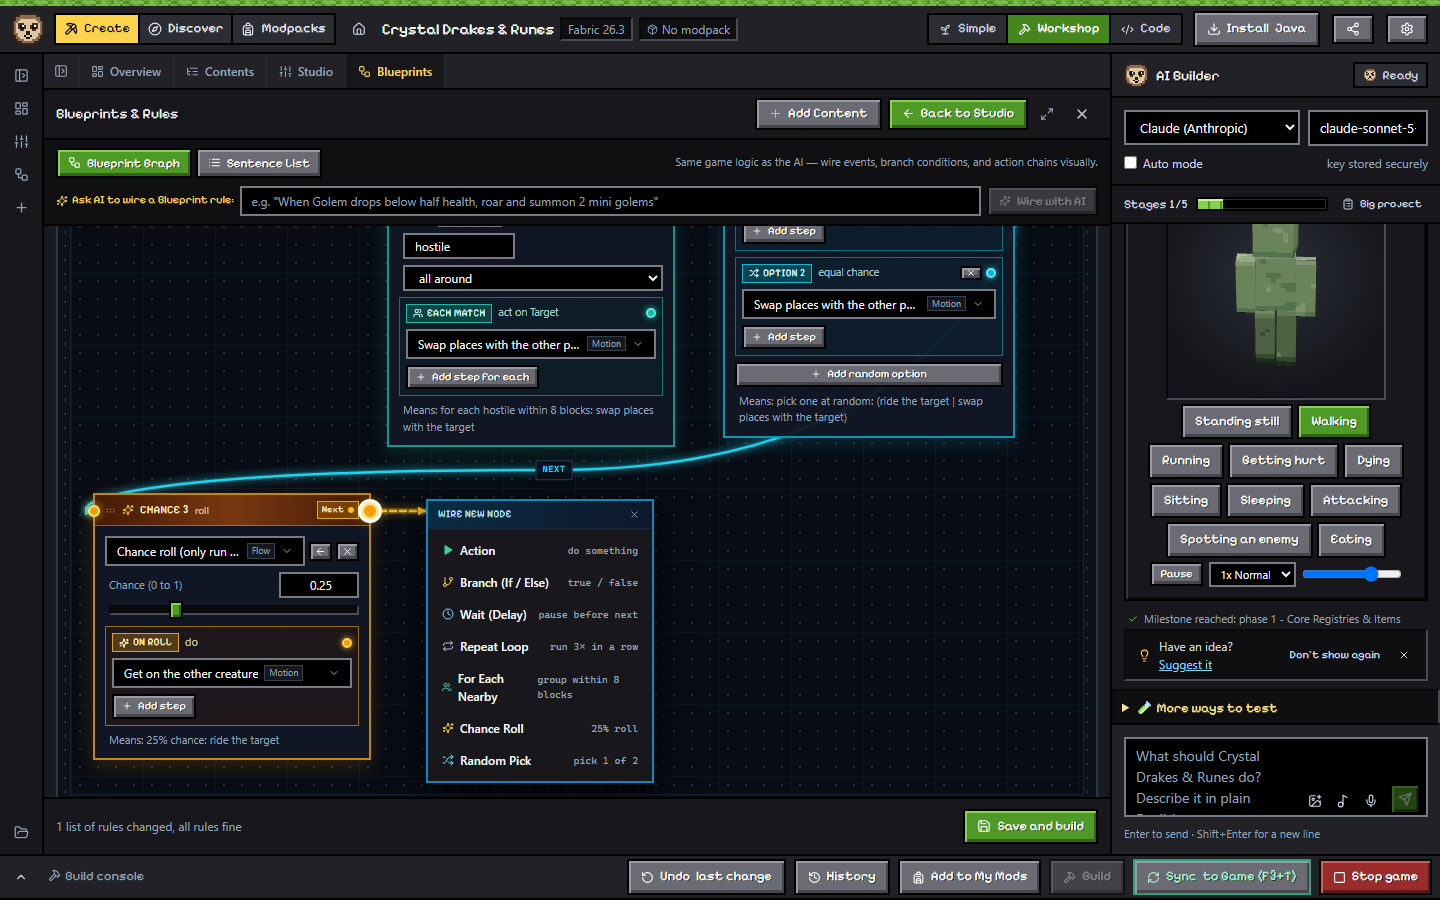 Create
Discover
Modpacks
Crystal Drakes & Runes
Fabric 26.3
No modpack
Simple
Workshop
Code
Install Java
Overview
Contents
Studio
Blueprints
AI Builder
Ready
Blueprints & Rules
Add Content
Back to Studio
Claude (Anthropic)
claude-sonnet-5-
Auto mode
key stored securely
Blueprint Graph
Sentence List
Same game logic as the AI — wire events, branch conditions, and action chains visually.
Ask AI to wire a Blueprint rule:
e.g. "When Golem drops below half health, roar and summon 2 mini golems"
Wire with AI
Stages 1/5
Big project
hostile
all around
EACH MATCH
act on Target
Swap places with the other p...
Motion
Add step for each
Means: for each hostile within 8 blocks: swap places
with the target
Add step
OPTION 2
equal chance
Swap places with the other p...
Motion
Add step
Add random option
Means: pick one at random: (ride the target | swap
places with the target)
NEXT
CHANCE 3
roll
Next
Chance roll (only run ...
Flow
Chance (0 to 1)
0.25
ON ROLL
do
Get on the other creature
Motion
Add step
Means: 25% chance: ride the target
WIRE NEW NODE
Action
do something
Branch (If / Else)
true / false
Wait (Delay)
pause before next
Repeat Loop
run 3× in a row
For Each
Nearby
group within 8
blocks
Chance Roll
25% roll
Random Pick
pick 1 of 2
Standing still
Walking
Running
Getting hurt
Dying
Sitting
Sleeping
Attacking
Spotting an enemy
Eating
Pause
1x Normal
Milestone reached: phase 1 - Core Registries & Items
Have an idea?
Suggest it
Don't show again
More ways to test
What should Crystal
Drakes & Runes do?
Describe it in plain
Enter to send · Shift+Enter for a new line
1 list of rules changed, all rules fine
Save and build
Build console
Undo last change
History
Add to My Mods
Build
Sync to Game (F3+T)
Stop game